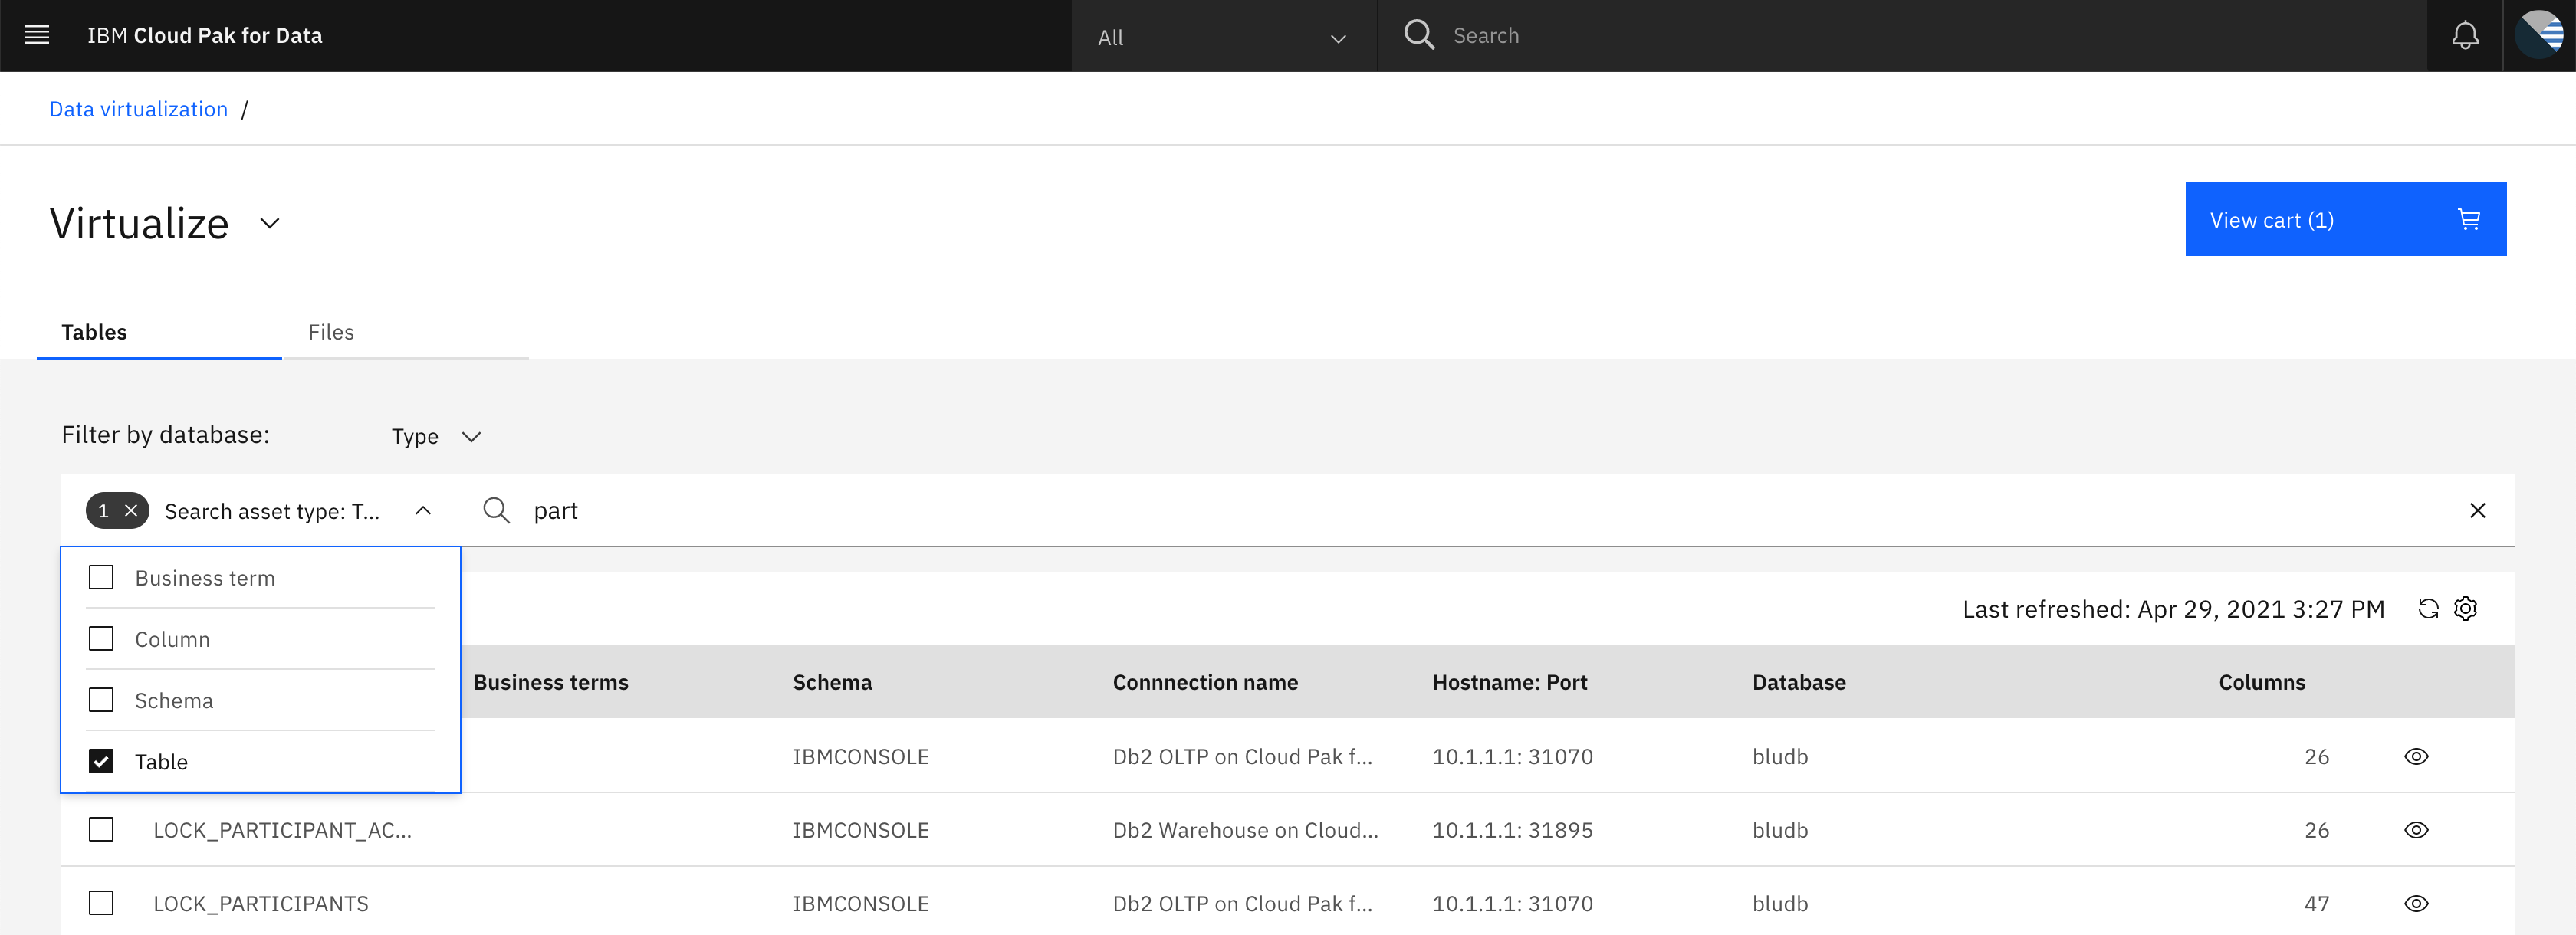 IBM Cloud Pak for Data
All
Search
Data virtualization /
Virtualize
View cart (1)
Tables
Files
Filter by database:
Type
1
Search asset type: T...
part
Business term
Column
Schema
Table
Last refreshed: Apr 29, 2021 3:27 PM
Business terms Schema Connnection name Hostname: Port Database Columns
IBMCONSOLE Db2 OLTP on Cloud Pak f... 10.1.1.1: 31070 bludb 26
LOCK_PARTICIPANT_AC... IBMCONSOLE Db2 Warehouse on Cloud... 10.1.1.1: 31895 bludb 26
LOCK_PARTICIPANTS IBMCONSOLE Db2 OLTP on Cloud Pak f... 10.1.1.1: 31070 bludb 47